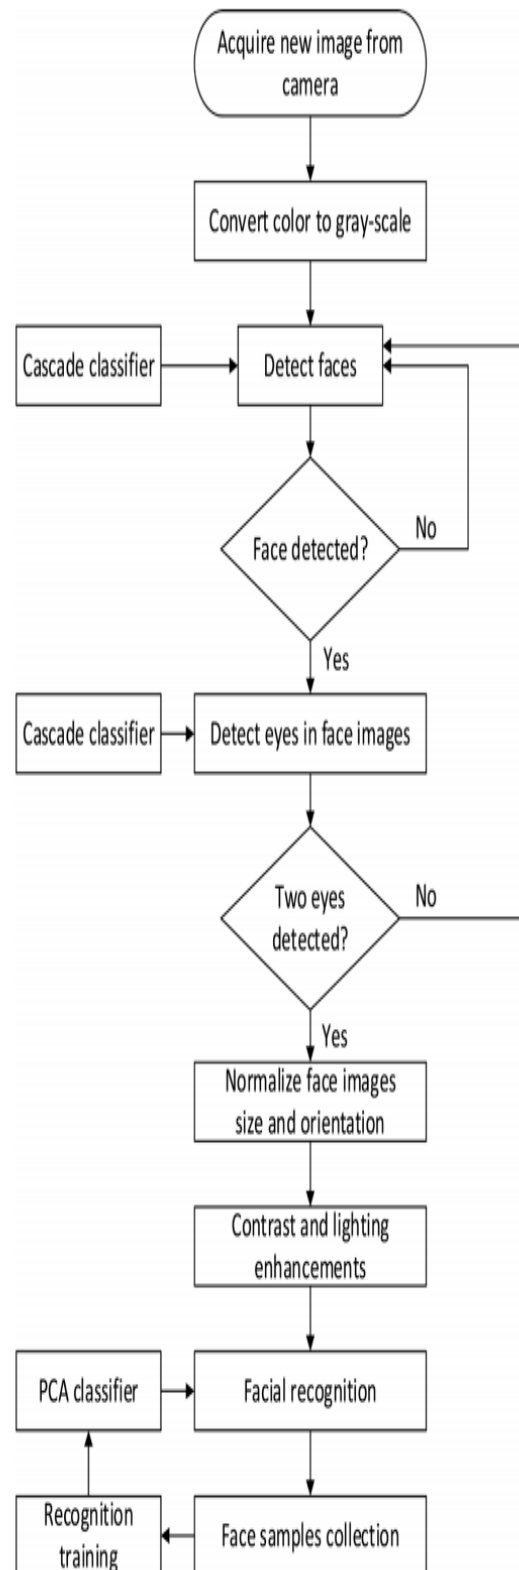 Acquire new image from
camera
Convert color to gray-scale
Cascade classifier
Detect faces
Face detected?
No
Yes
Cascade classifier
Detect eyes in face images
Two eyes
detected?
No
Yes
Normalize face images
size and orientation
Contrast and lighting
enhancements
PCA classifier
Facial recognition
Recognition
training
Face samples collection